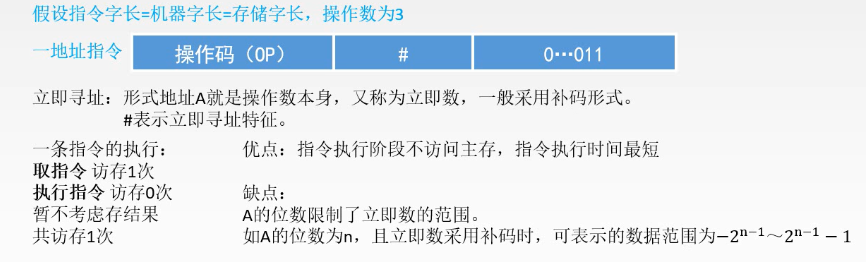 假设指令字长=机器字长=存储字长，操作数为3
一地址指令 操作码（OP） # 0…011
立即寻址：形式地址A就是操作数本身，又称为立即数，一般采用补码形式。
#表示立即寻址特征。
一条指令的执行： 优点：指令执行阶段不访问主存，指令执行时间最短
取指令 访存1次
执行指令 访存0次 缺点：
暂不考虑存结果 A的位数限制了立即数的范围。
共访存1次 如A的位数为n，且立即数采用补码时，可表示的数据范围为−2ⁿ⁻¹～2ⁿ⁻¹ − 1